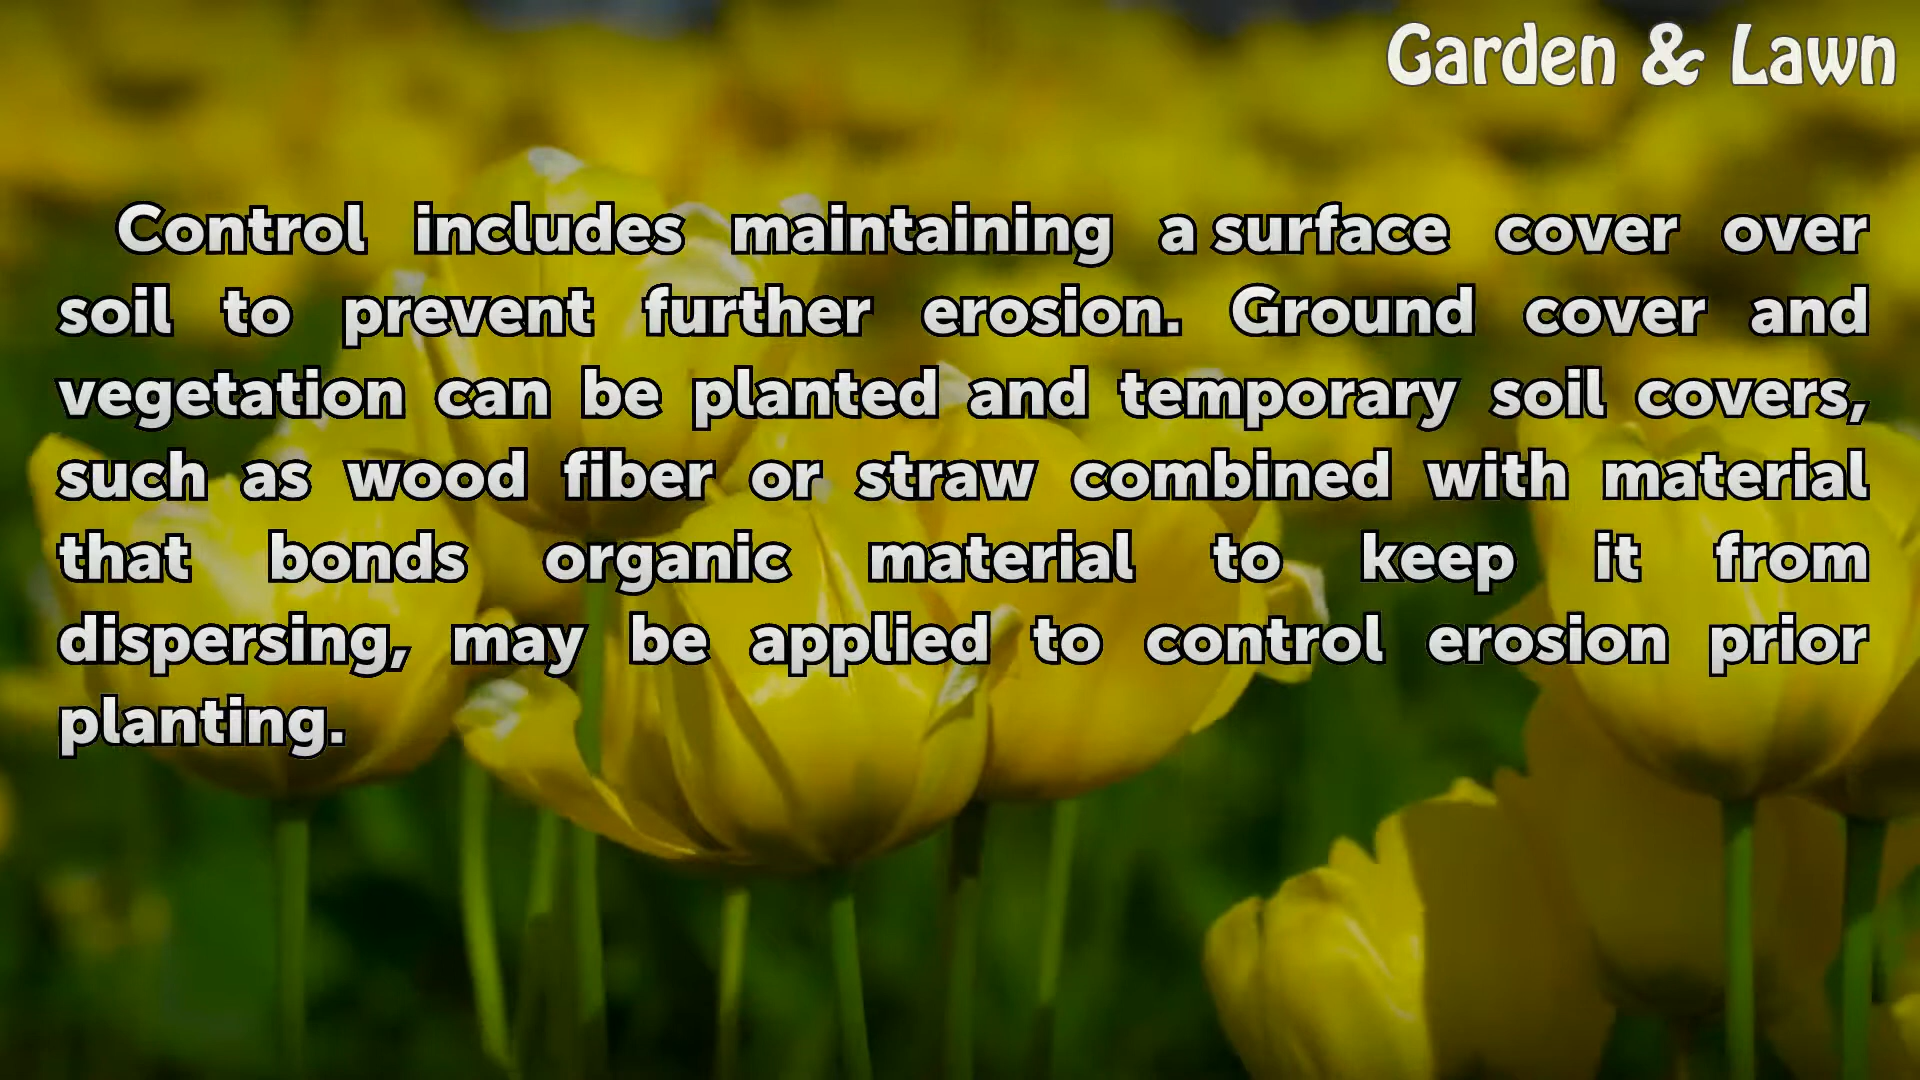 Garden & Lawn
Control includes maintaining a surface cover over
soil to prevent further erosion. Ground cover and
vegetation can be planted and temporary soil covers,
such as wood fiber or straw combined with material
that bonds organic material to keep it from
dispersing, may be applied to control erosion prior
planting.